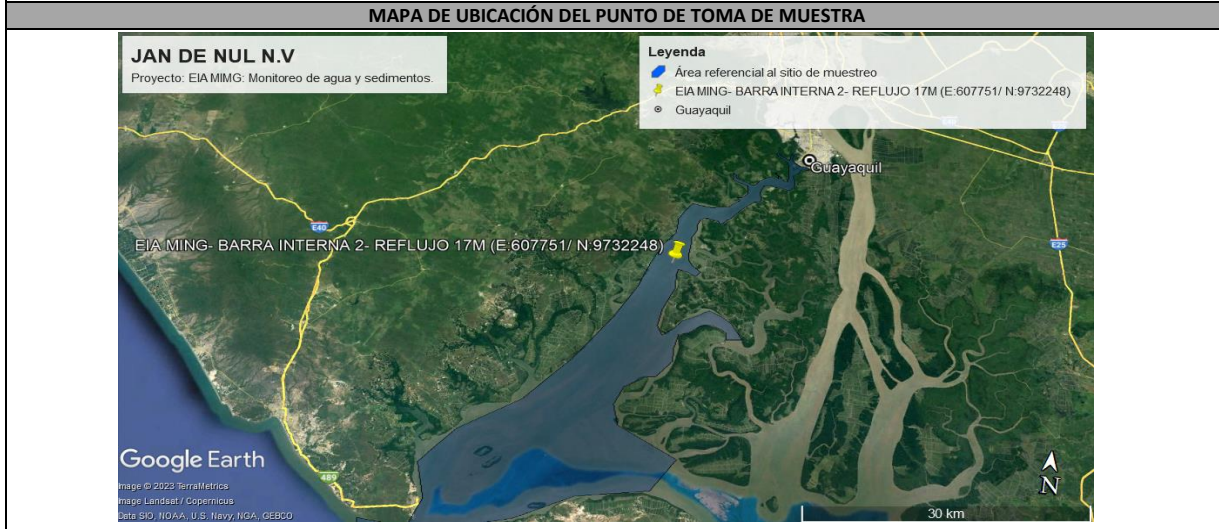 MAPA DE UBICACIÓN DEL PUNTO DE TOMA DE MUESTRA
JAN DE NUL N.V
Proyecto: EIA MIMG: Monitoreo de agua y sedimentos.
Leyenda
Área referencial al sitio de muestreo
EIA MING- BARRA INTERNA 2- REFLUJO 17M (E:607751/ N:9732248)
Guayaquil
Guayaquil
E40
EIA MING- BARRA INTERNA 2- REFLUJO 17M (E:607751/ N:9732248)
E25
Google Earth
489
Image © 2023 TerraMetrics
Image Landsat / Copernicus
Data SIO, NOAA, U.S. Navy, NGA, GEBCO
N
30 km